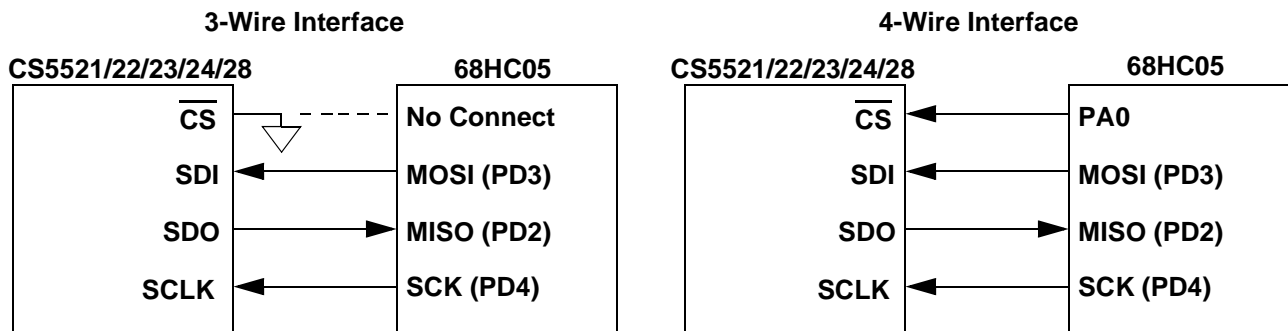 3-Wire Interface
CS5521/22/23/24/28
68HC05
CS
No Connect
SDI
MOSI (PD3)
SDO
MISO (PD2)
SCLK
SCK (PD4)
4-Wire Interface
CS5521/22/23/24/28
68HC05
CS
PA0
SDI
MOSI (PD3)
SDO
MISO (PD2)
SCLK
SCK (PD4)